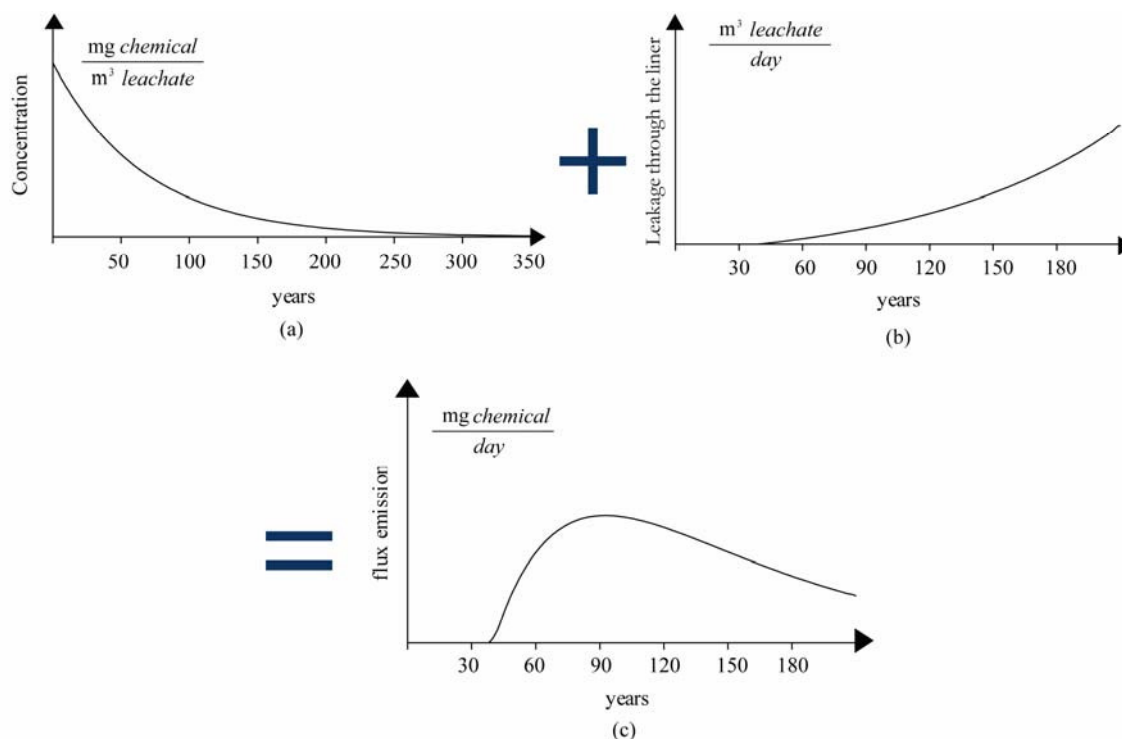 mg chemical
m³ leachate
Concentration
50 100 150 200 250 300 350
years
(a)
+
m³ leachate
day
Leakage through the liner
30 60 90 120 150 180
years
(b)
=
mg chemical
day
flux emission
30 60 90 120 150 180
years
(c)